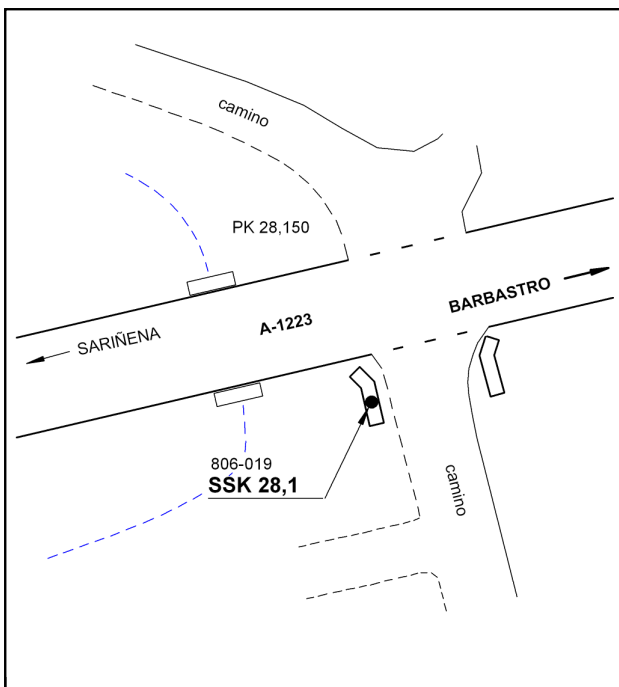 camino
PK 28,150
BARBASTRO
A-1223
SARIÑENA
806-019
SSK 28,1
camino